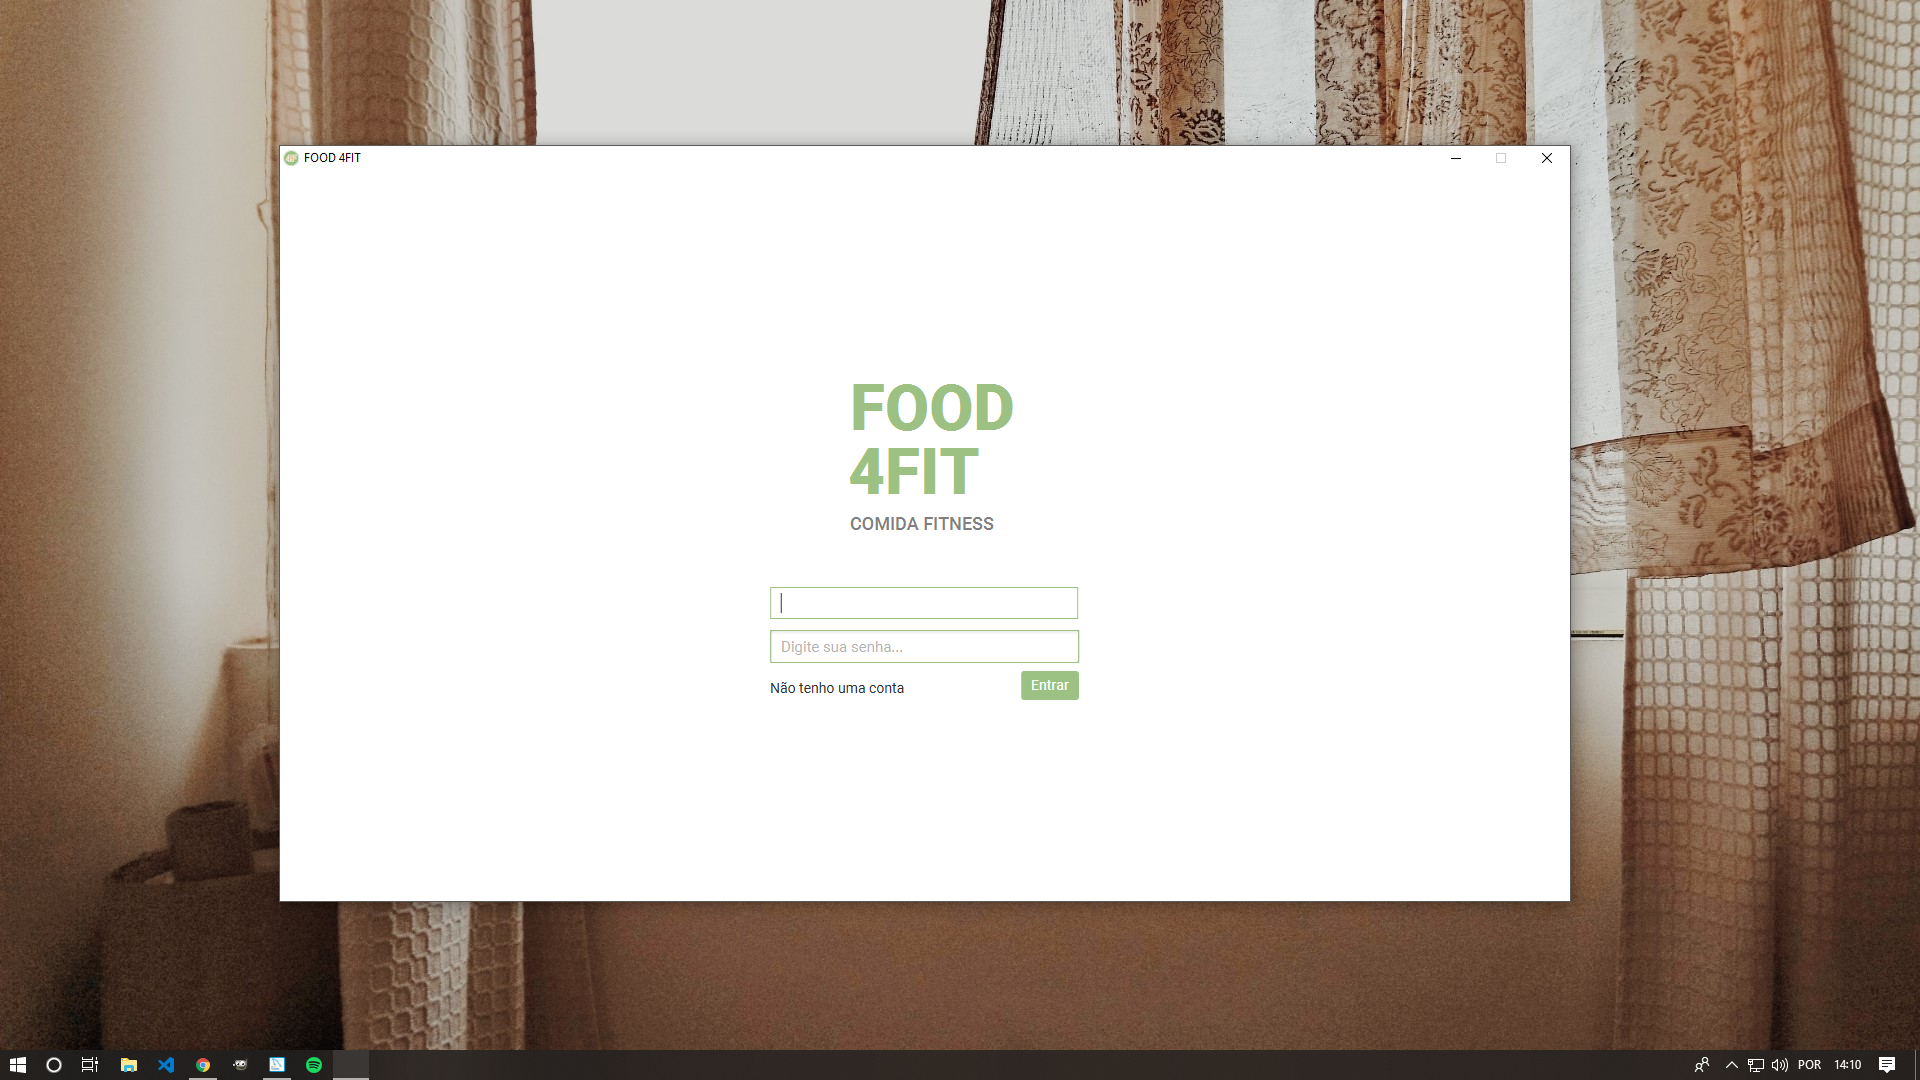 FOOD 4FIT
FOOD
4FIT
COMIDA FITNESS
Digite sua senha...
Não tenho uma conta
Entrar
POR
14:10